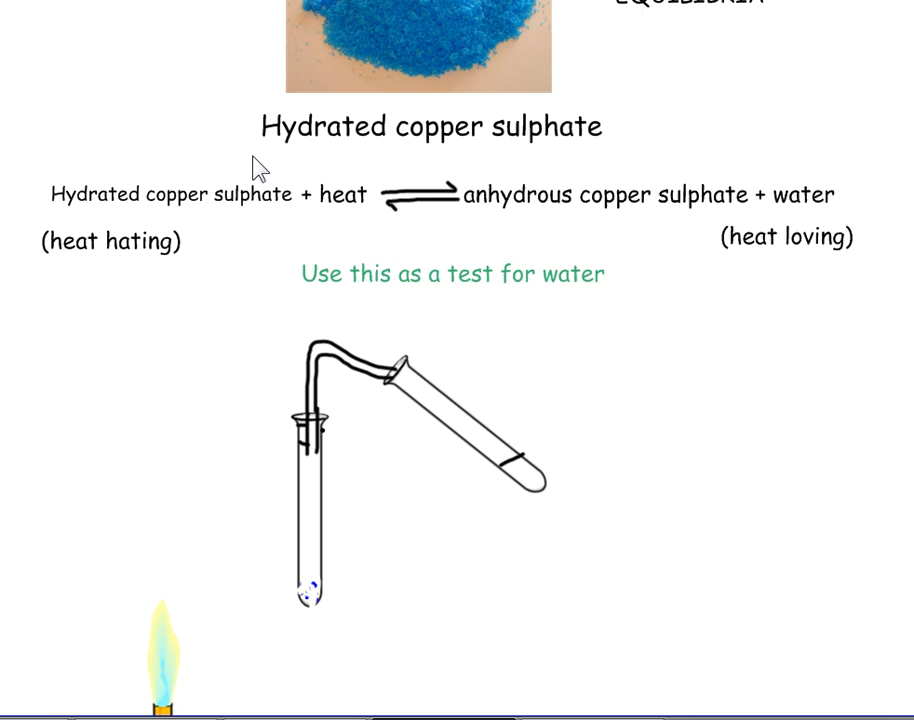 EQUILIBRIA
Hydrated copper sulphate
Hydrated copper sulphate + heat ⇌ anhydrous copper sulphate + water
(heat hating)
(heat loving)
Use this as a test for water